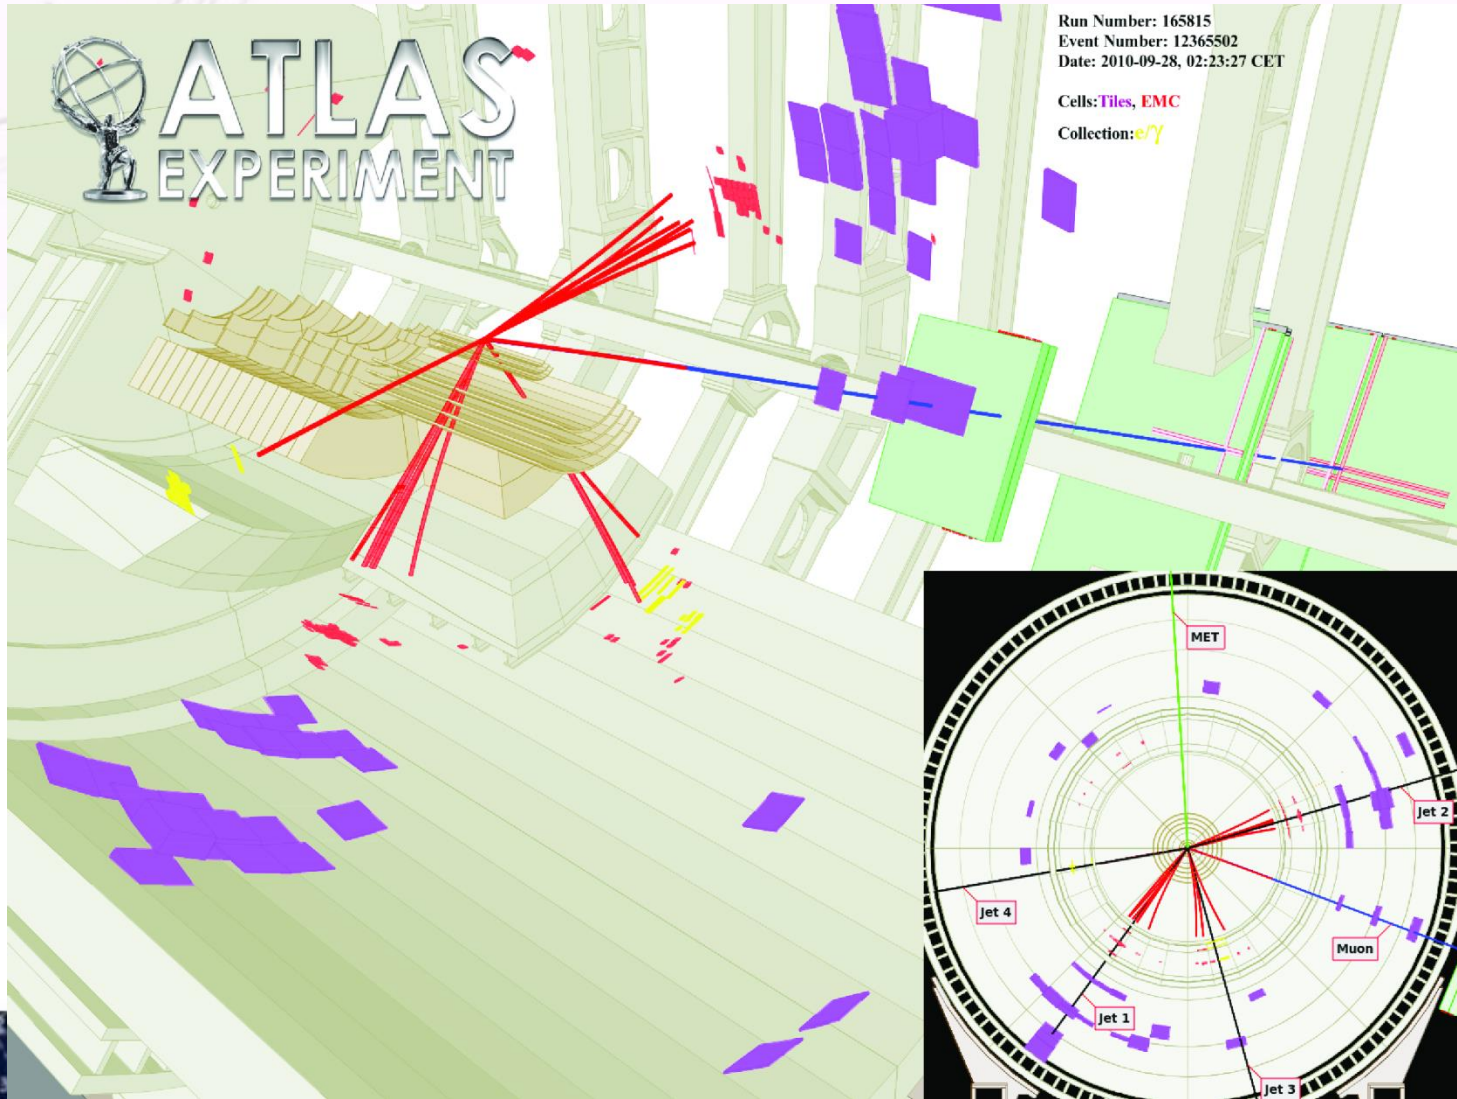 ATLAS
EXPERIMENT
Run Number: 165815
Event Number: 12365502
Date: 2010-09-28, 02:23:27 CET
Cells:Tiles, EMC
Collection:e/γ
MET
Jet 2
Jet 4
Muon
Jet 1
Jet 3